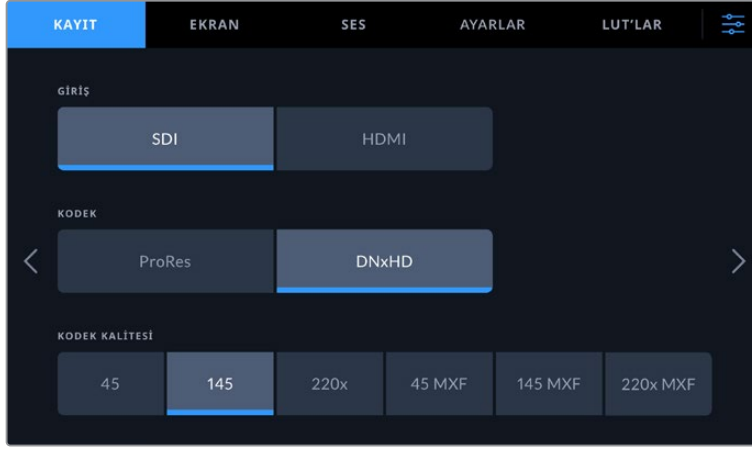 KAYIT EKRAN SES AYARLAR LUT'LAR
GİRİŞ
SDI HDMI
KODEK
ProRes DNxHD
KODEK KALİTESİ
45 145 220x 45 MXF 145 MXF 220x MXF